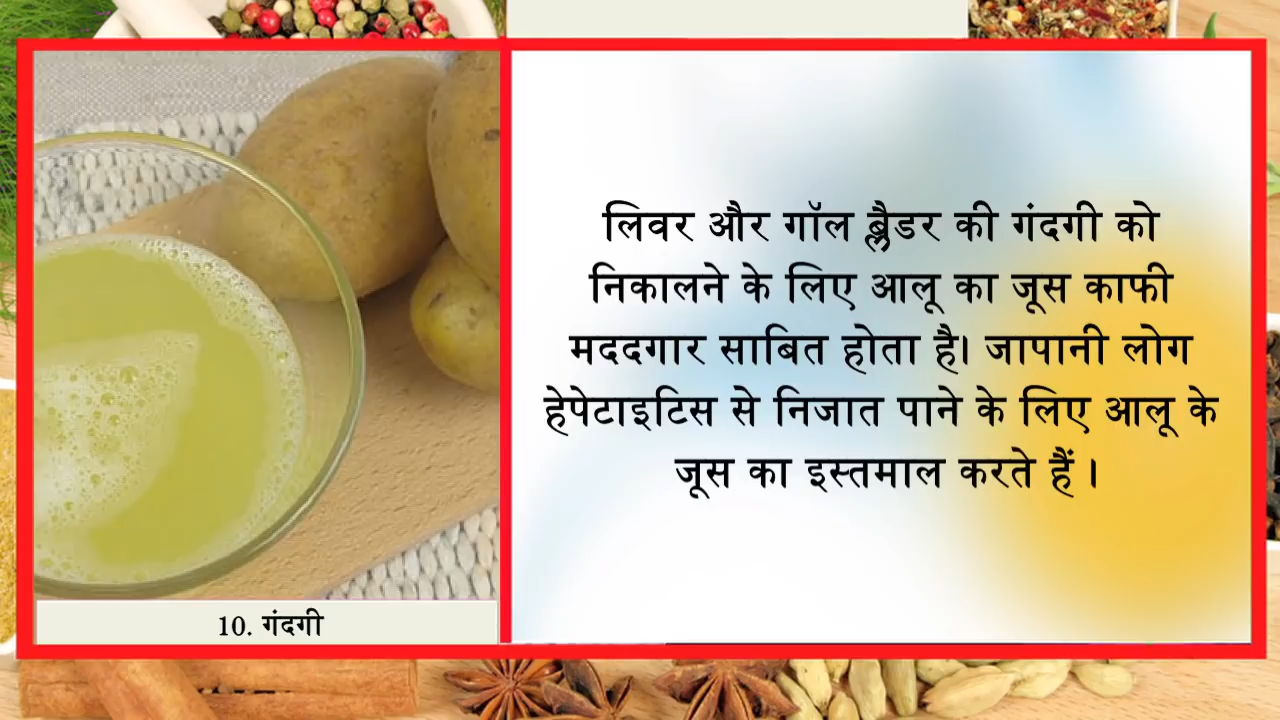 लिवर और गॉल ब्लैडर की गंदगी को
निकालने के लिए आलू का जूस काफी
मददगार साबित होता है। जापानी लोग
हेपेटाइटिस से निजात पाने के लिए आलू के
जूस का इस्तमाल करते हैं ।
10. गंदगी